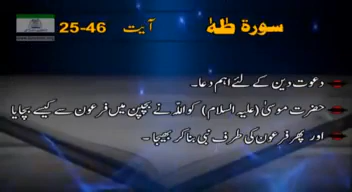 سورۃ طٰہٰ آیت 25-46
دعوت دین کے لئے اہم دعا۔
حضرت موسیٰ (علیہ السلام) کو اللہ نے بچپن میں فرعون سے کیسے بچایا
اور پھر فرعون کی طرف نبی بنا کر بھیجا۔